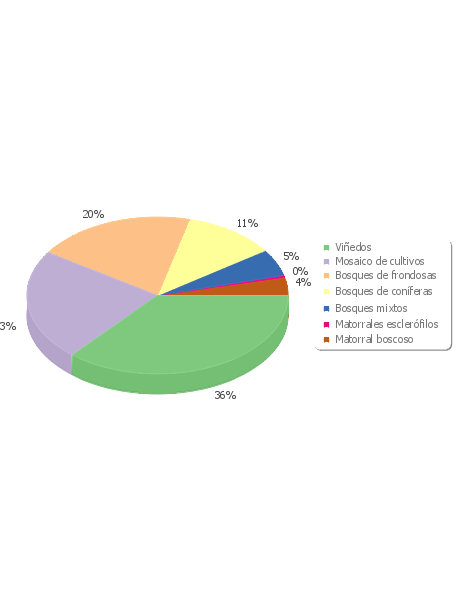 20%
11%
5%
0%
4%
3%
36%
Viñedos
Mosaico de cultivos
Bosques de frondosas
Bosques de coníferas
Bosques mixtos
Matorrales esclerófilos
Matorral boscoso